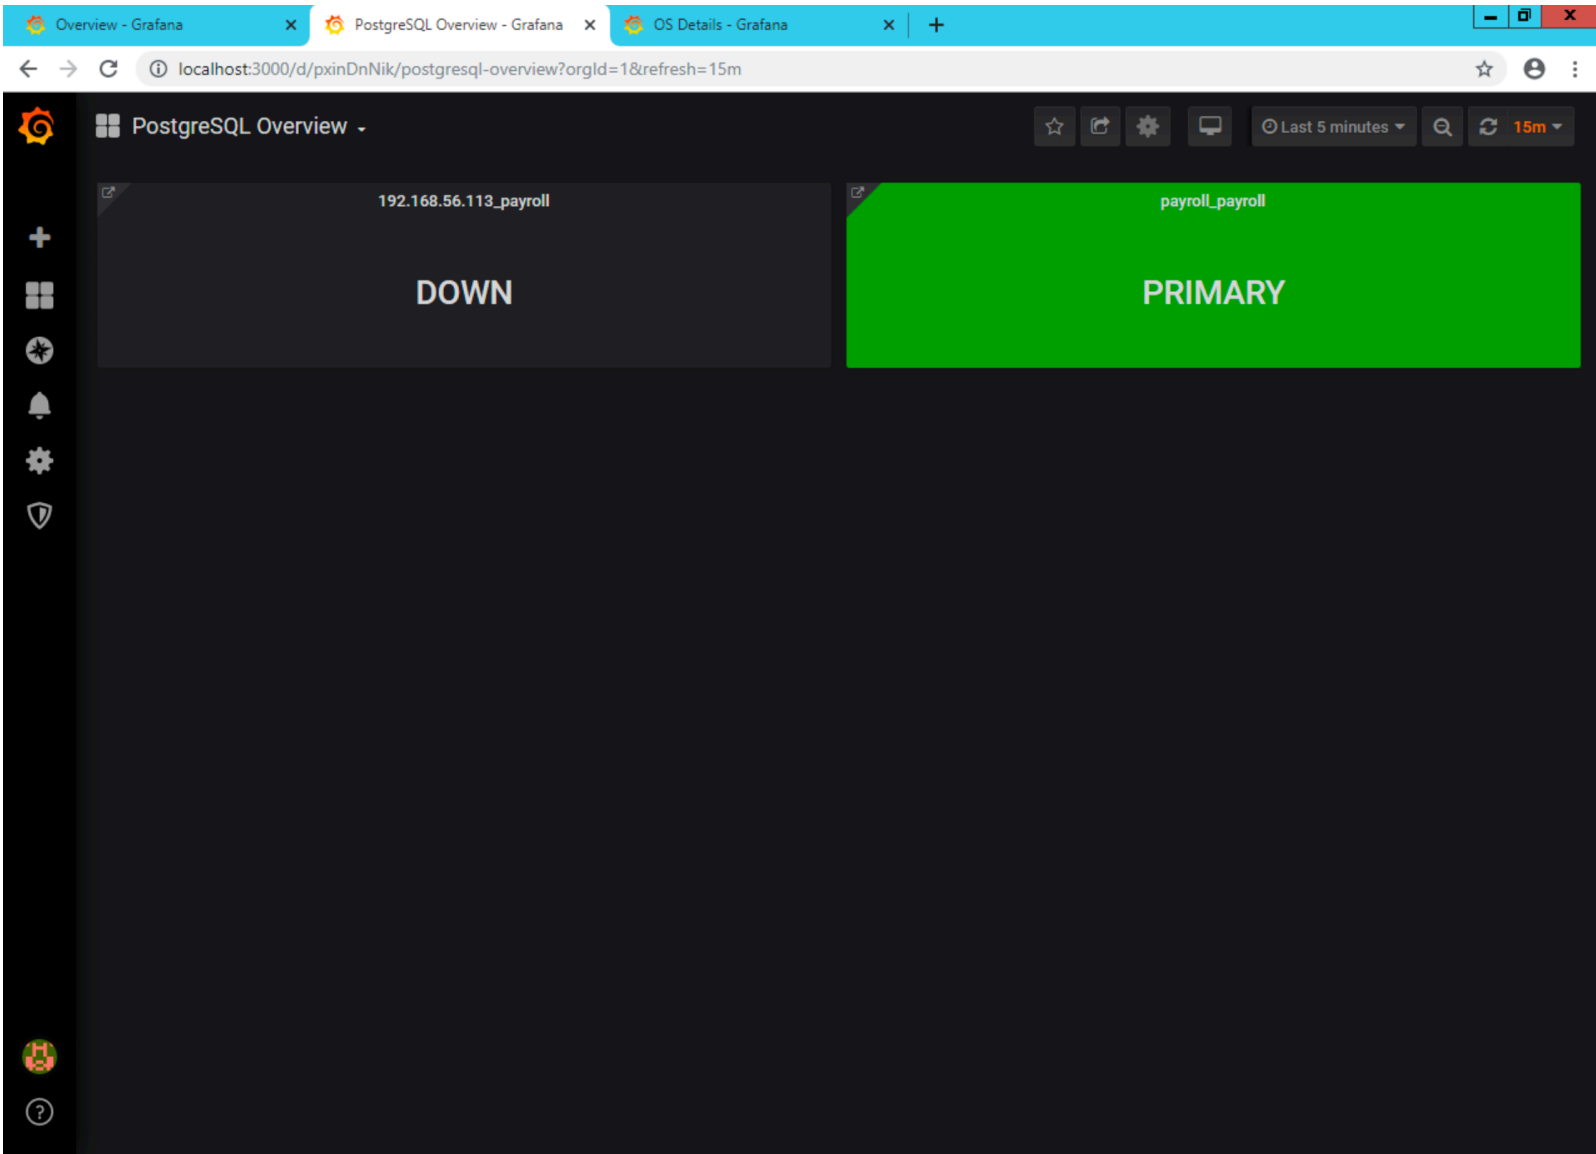 Overview - Grafana
PostgreSQL Overview - Grafana
OS Details - Grafana
localhost:3000/d/pxinDnNik/postgresql-overview?orgId=1&refresh=15m
PostgreSQL Overview
Last 5 minutes
15m
192.168.56.113_payroll
DOWN
payroll_payroll
PRIMARY